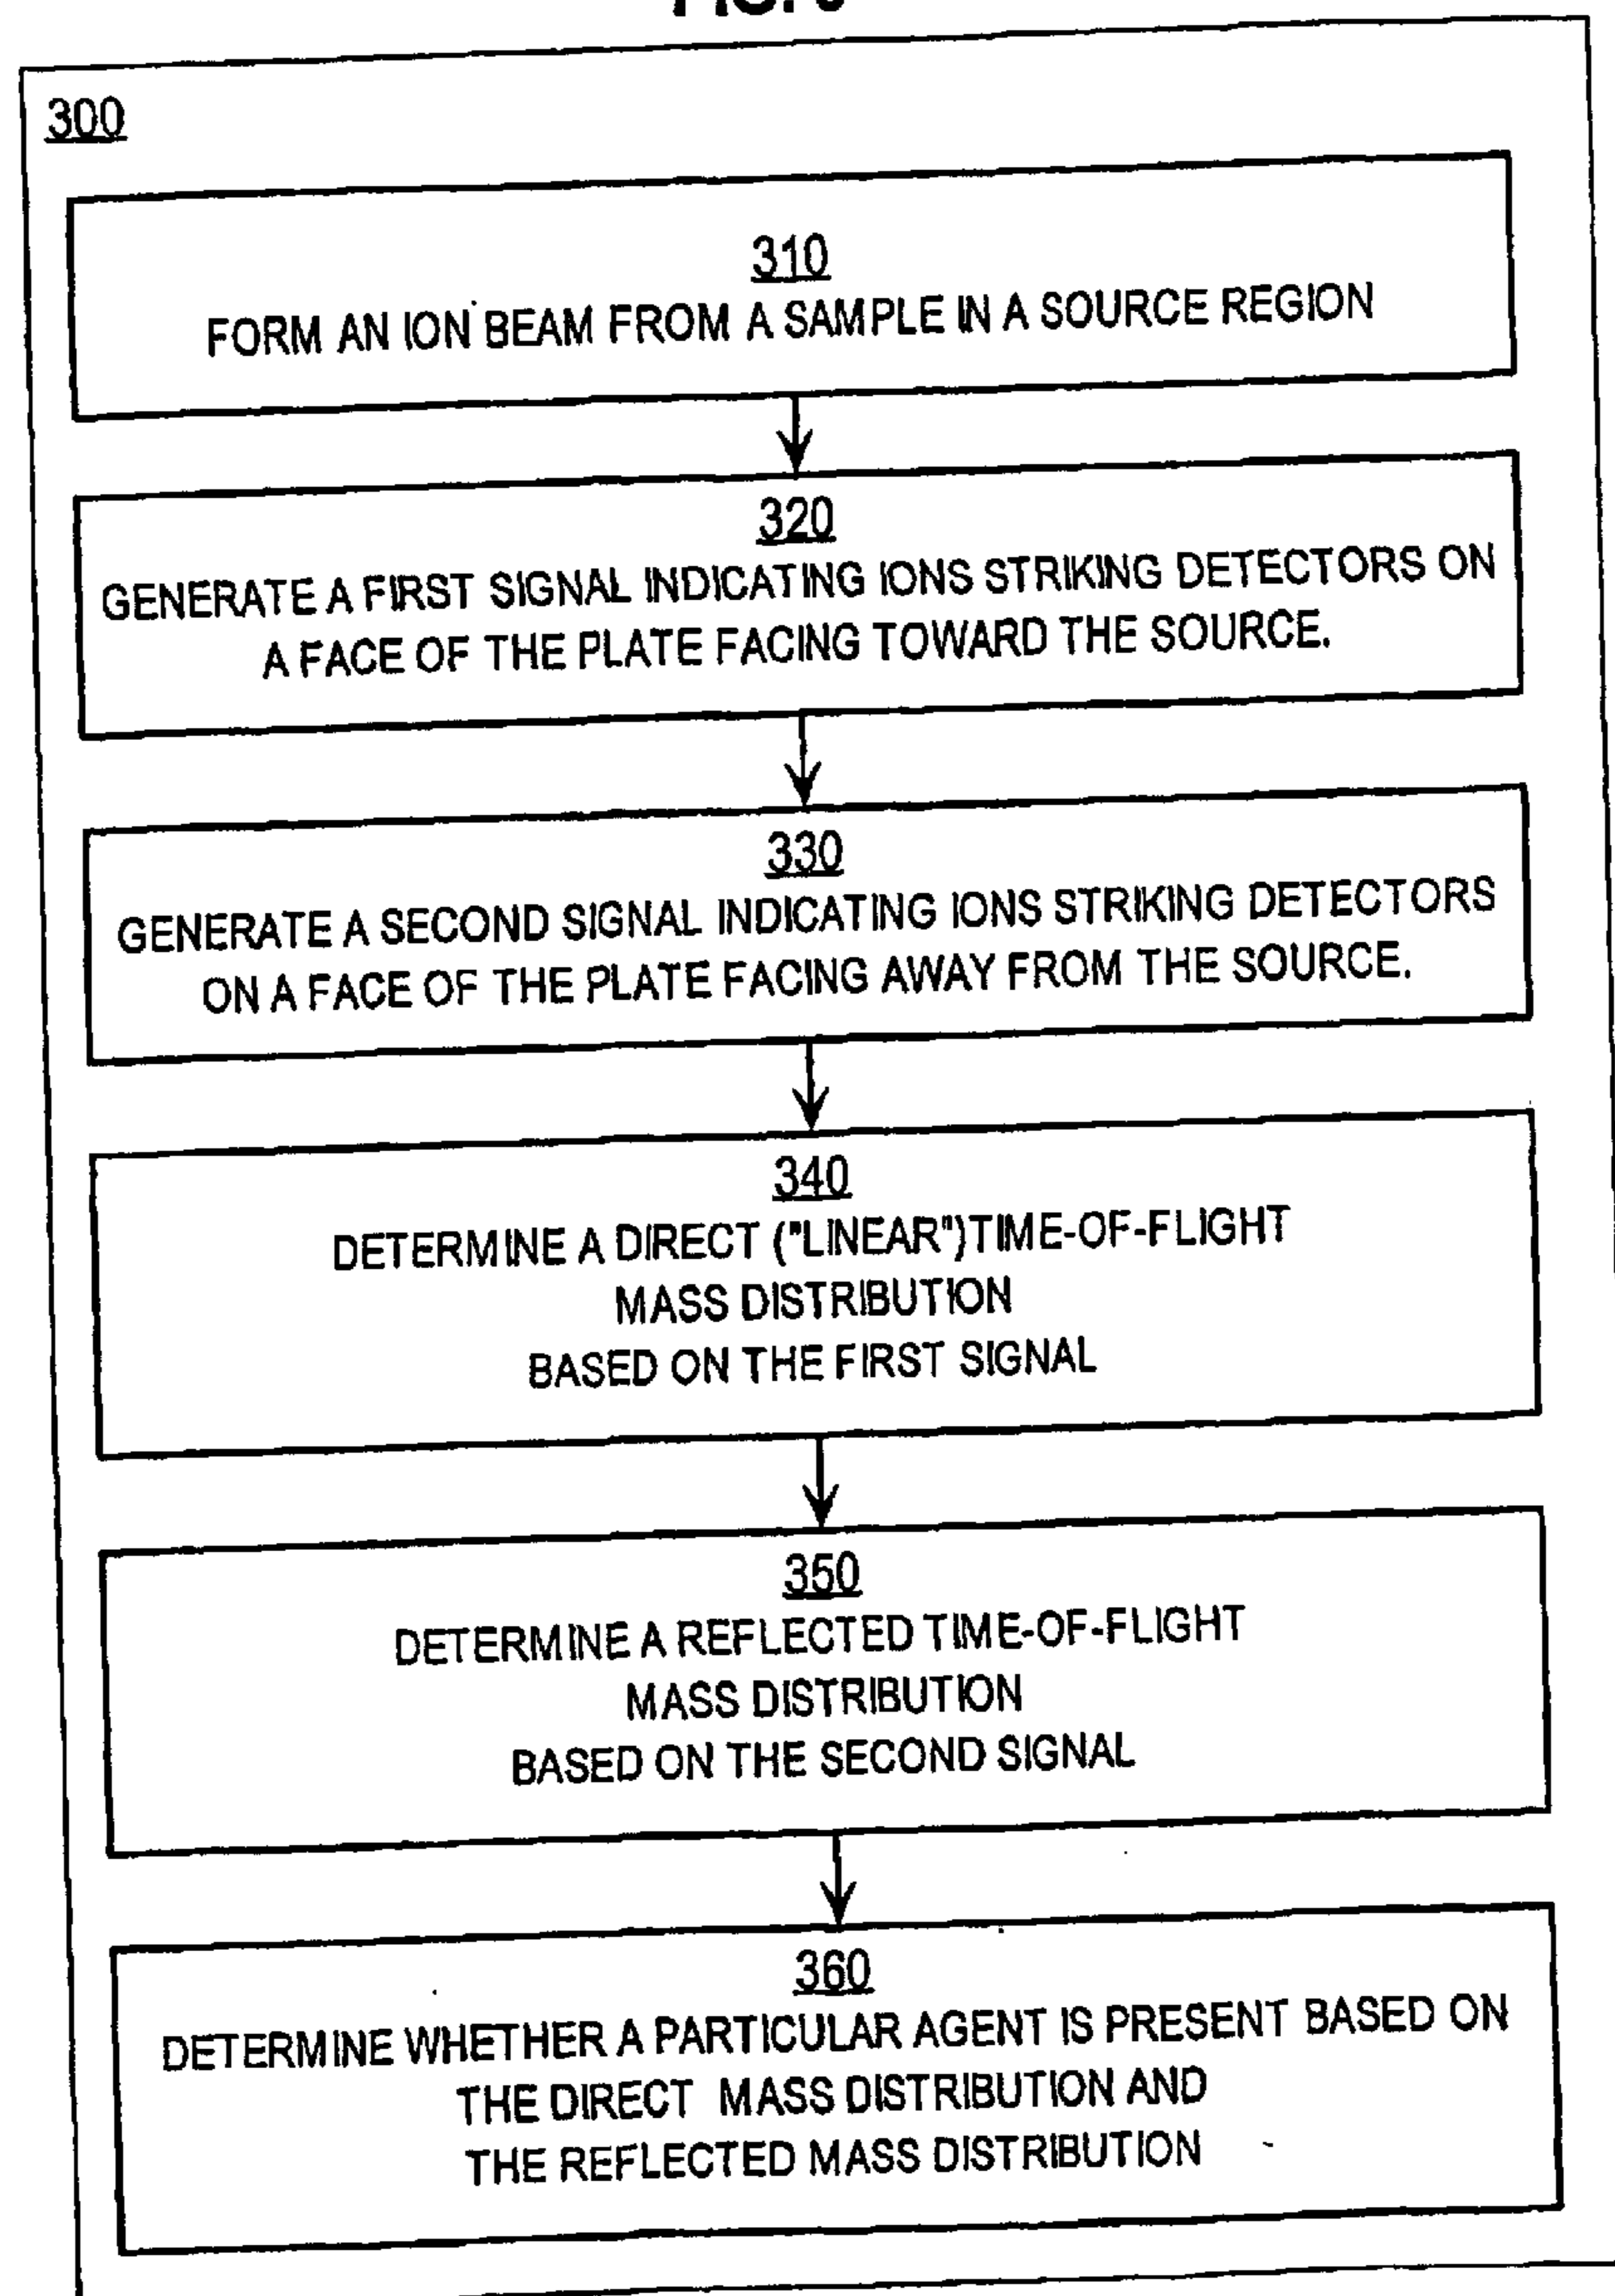 300
310
FORM AN ION BEAM FROM A SAMPLE IN A SOURCE REGION
320
GENERATE A FIRST SIGNAL INDICATING IONS STRIKING DETECTORS ON
A FACE OF THE PLATE FACING TOWARD THE SOURCE.
330
GENERATE A SECOND SIGNAL INDICATING IONS STRIKING DETECTORS
ON A FACE OF THE PLATE FACING AWAY FROM THE SOURCE.
340
DETERMINE A DIRECT ("LINEAR")TIME-OF-FLIGHT
MASS DISTRIBUTION
BASED ON THE FIRST SIGNAL
350
DETERMINE A REFLECTED TIME-OF-FLIGHT
MASS DISTRIBUTION
BASED ON THE SECOND SIGNAL
360
DETERMINE WHETHER A PARTICULAR AGENT IS PRESENT BASED ON
THE DIRECT MASS DISTRIBUTION AND
THE REFLECTED MASS DISTRIBUTION